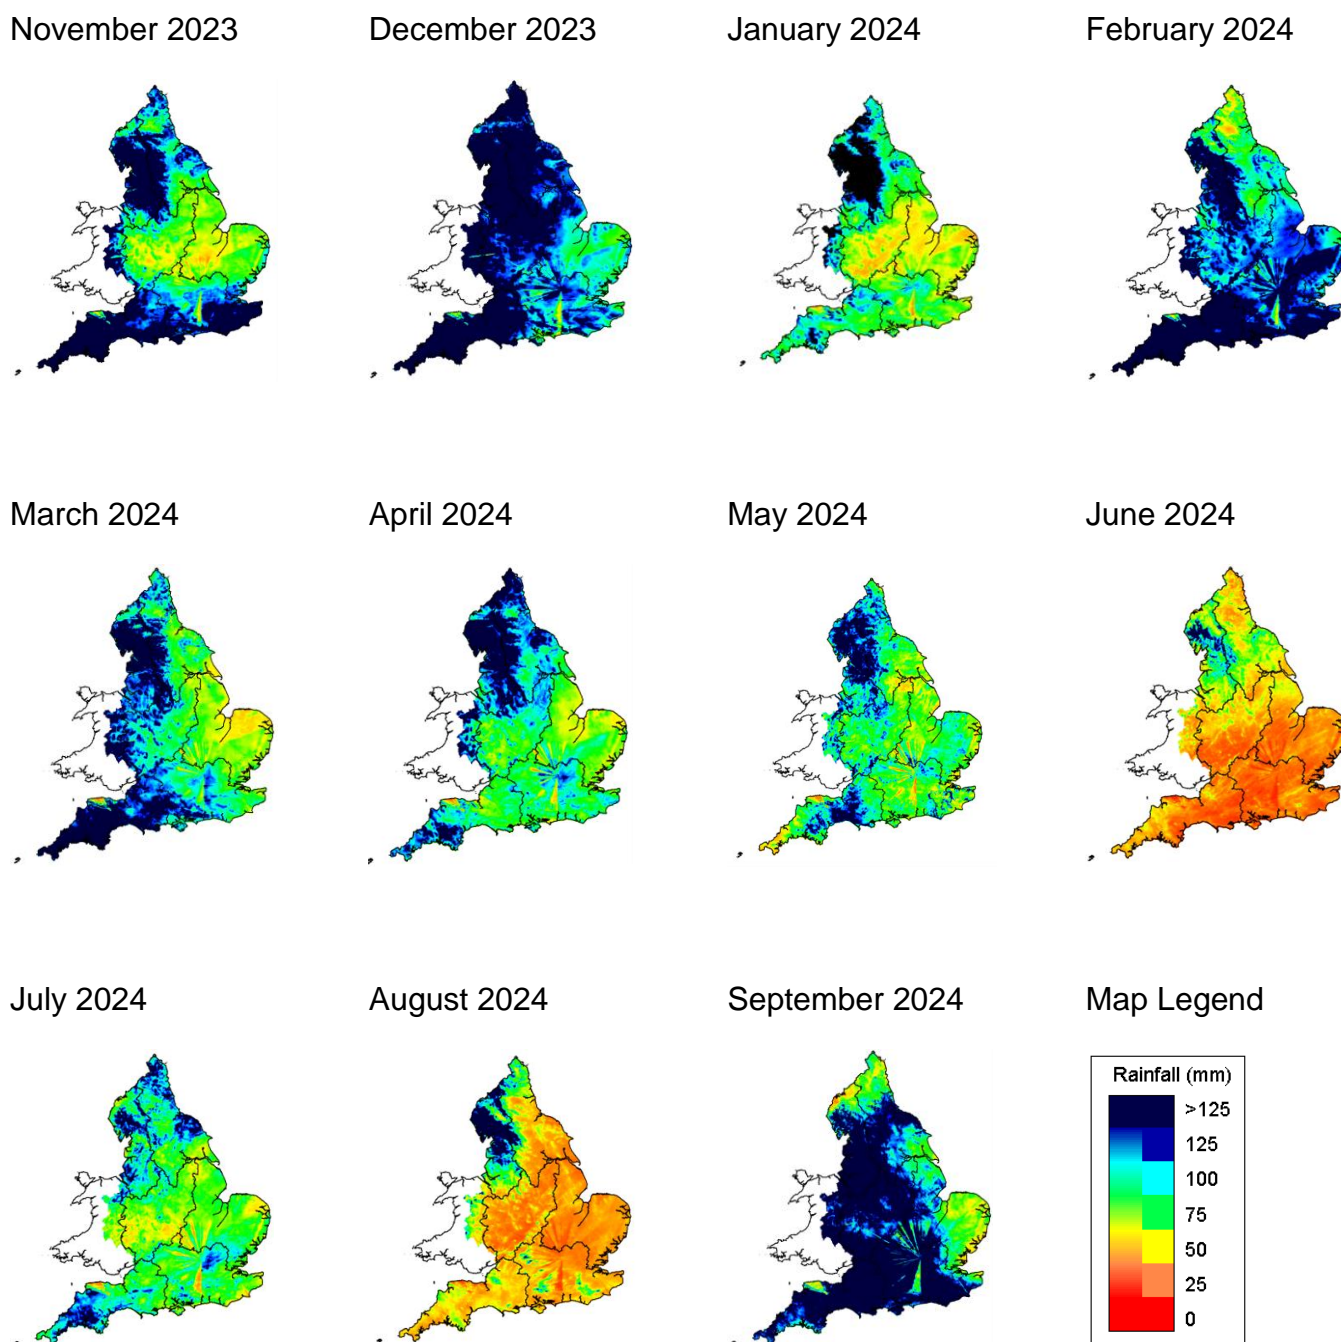 November 2023
December 2023
January 2024
February 2024
March 2024
April 2024
May 2024
June 2024
July 2024
August 2024
September 2024
Map Legend
Rainfall (mm)
>125
125
100
75
50
25
0